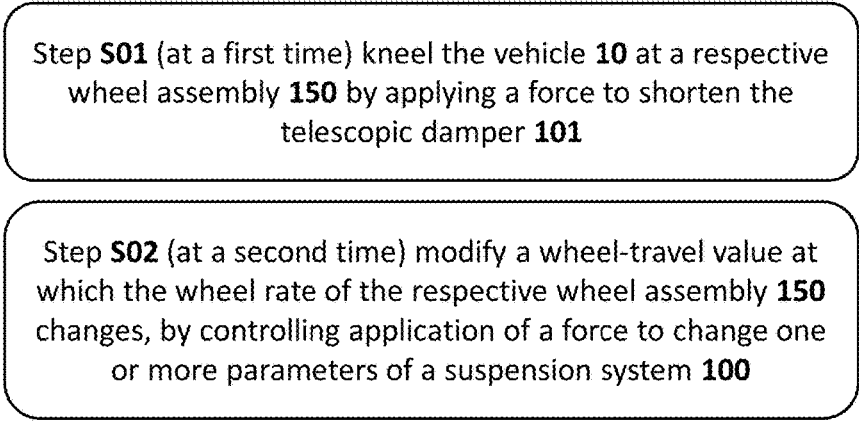 Step S01 (at a first time) kneel the vehicle 10 at a respective
wheel assembly 150 by applying a force to shorten the
telescopic damper 101
Step S02 (at a second time) modify a wheel-travel value at
which the wheel rate of the respective wheel assembly 150
changes, by controlling application of a force to change one
or more parameters of a suspension system 100